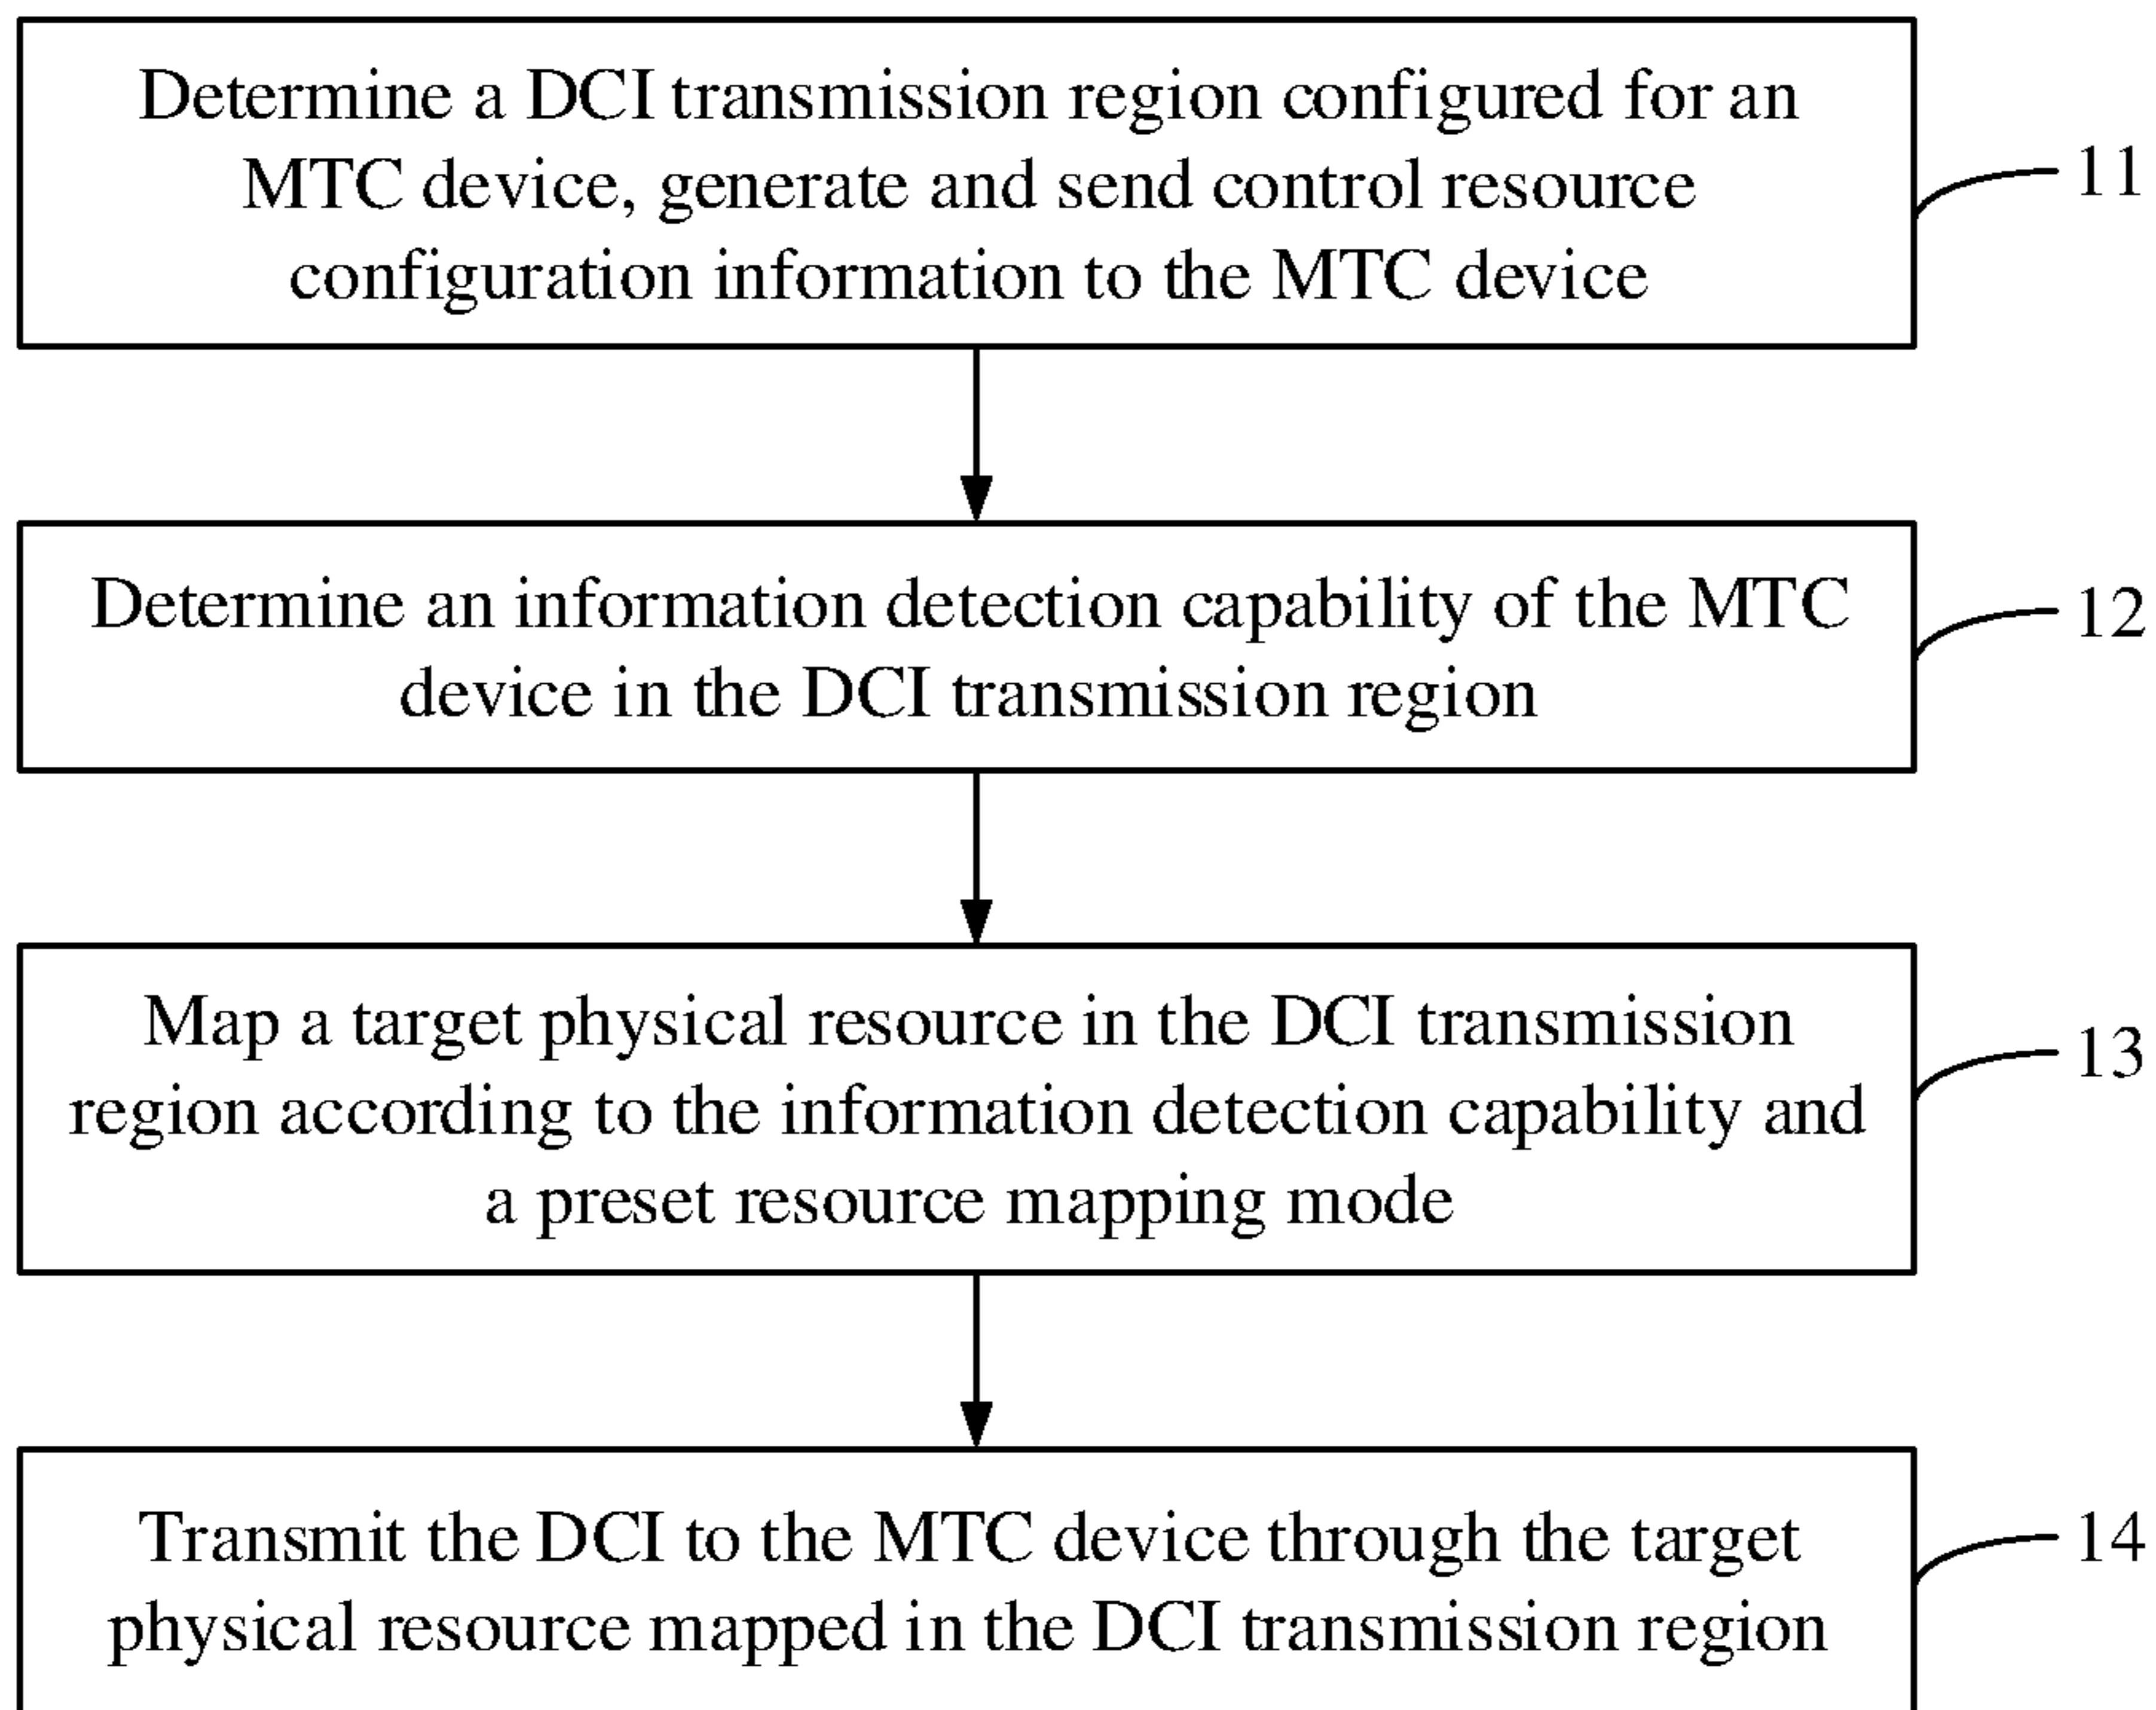 Determine a DCI transmission region configured for an
MTC device, generate and send control resource
configuration information to the MTC device
11
Determine an information detection capability of the MTC
device in the DCI transmission region
12
Map a target physical resource in the DCI transmission
region according to the information detection capability and
a preset resource mapping mode
13
Transmit the DCI to the MTC device through the target
physical resource mapped in the DCI transmission region
14